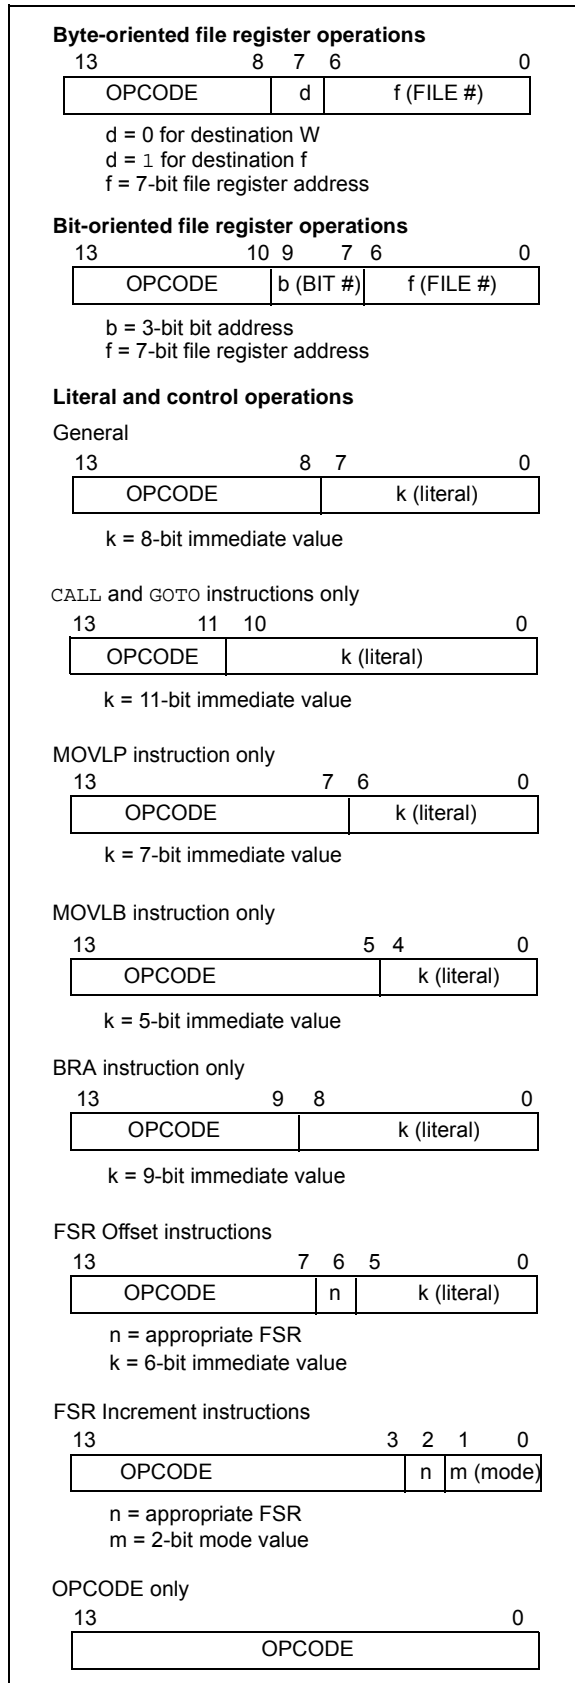 Byte-oriented file register operations
13 8 7 6 0
OPCODE d f (FILE #)
d = 0 for destination W
d = 1 for destination f
f = 7-bit file register address
Bit-oriented file register operations
13 10 9 7 6 0
OPCODE b (BIT #) f (FILE #)
b = 3-bit bit address
f = 7-bit file register address
Literal and control operations
General
13 8 7 0
OPCODE k (literal)
k = 8-bit immediate value
CALL and GOTO instructions only
13 11 10 0
OPCODE k (literal)
k = 11-bit immediate value
MOVLP instruction only
13 7 6 0
OPCODE k (literal)
k = 7-bit immediate value
MOVLB instruction only
13 5 4 0
OPCODE k (literal)
k = 5-bit immediate value
BRA instruction only
13 9 8 0
OPCODE k (literal)
k = 9-bit immediate value
FSR Offset instructions
13 7 6 5 0
OPCODE n k (literal)
n = appropriate FSR
k = 6-bit immediate value
FSR Increment instructions
13 3 2 1 0
OPCODE n m (mode)
n = appropriate FSR
m = 2-bit mode value
OPCODE only
13 0
OPCODE